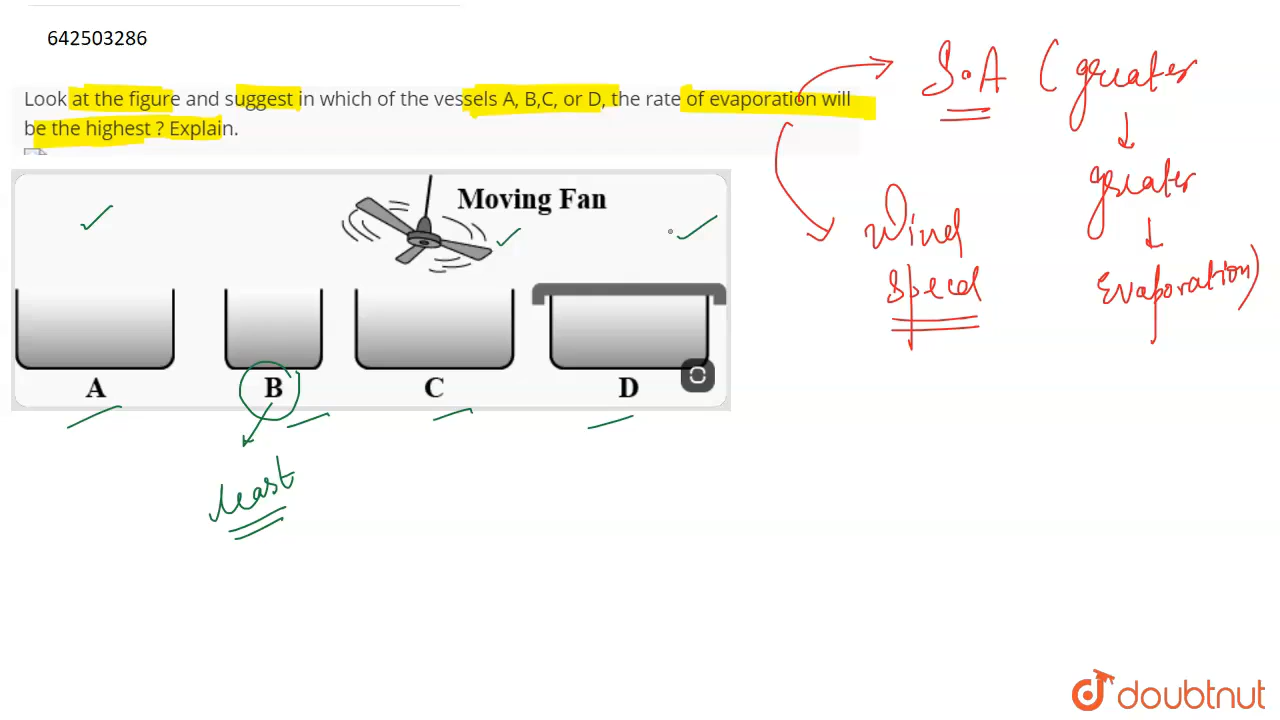 642503286
Look at the figure and suggest in which of the vessels A, B,C, or D, the rate of evaporation will
be the highest ? Explain.
Moving Fan
A B C D
least
S.A (greater
↓
greater
↓
Evaporation)
Wind
Speed
doubtnut